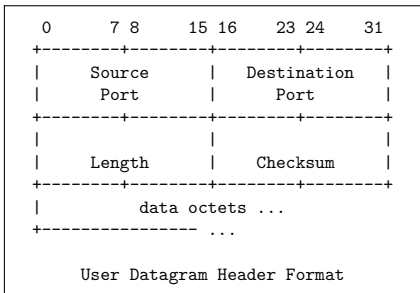 0      7 8     15 16    23 24    31
+--------+--------+--------+--------+
|     Source      |   Destination   |
|      Port       |      Port       |
+--------+--------+--------+--------+
|                 |                 |
|     Length      |    Checksum     |
+--------+--------+--------+--------+
|          data octets ...
+---------------- ...
User Datagram Header Format